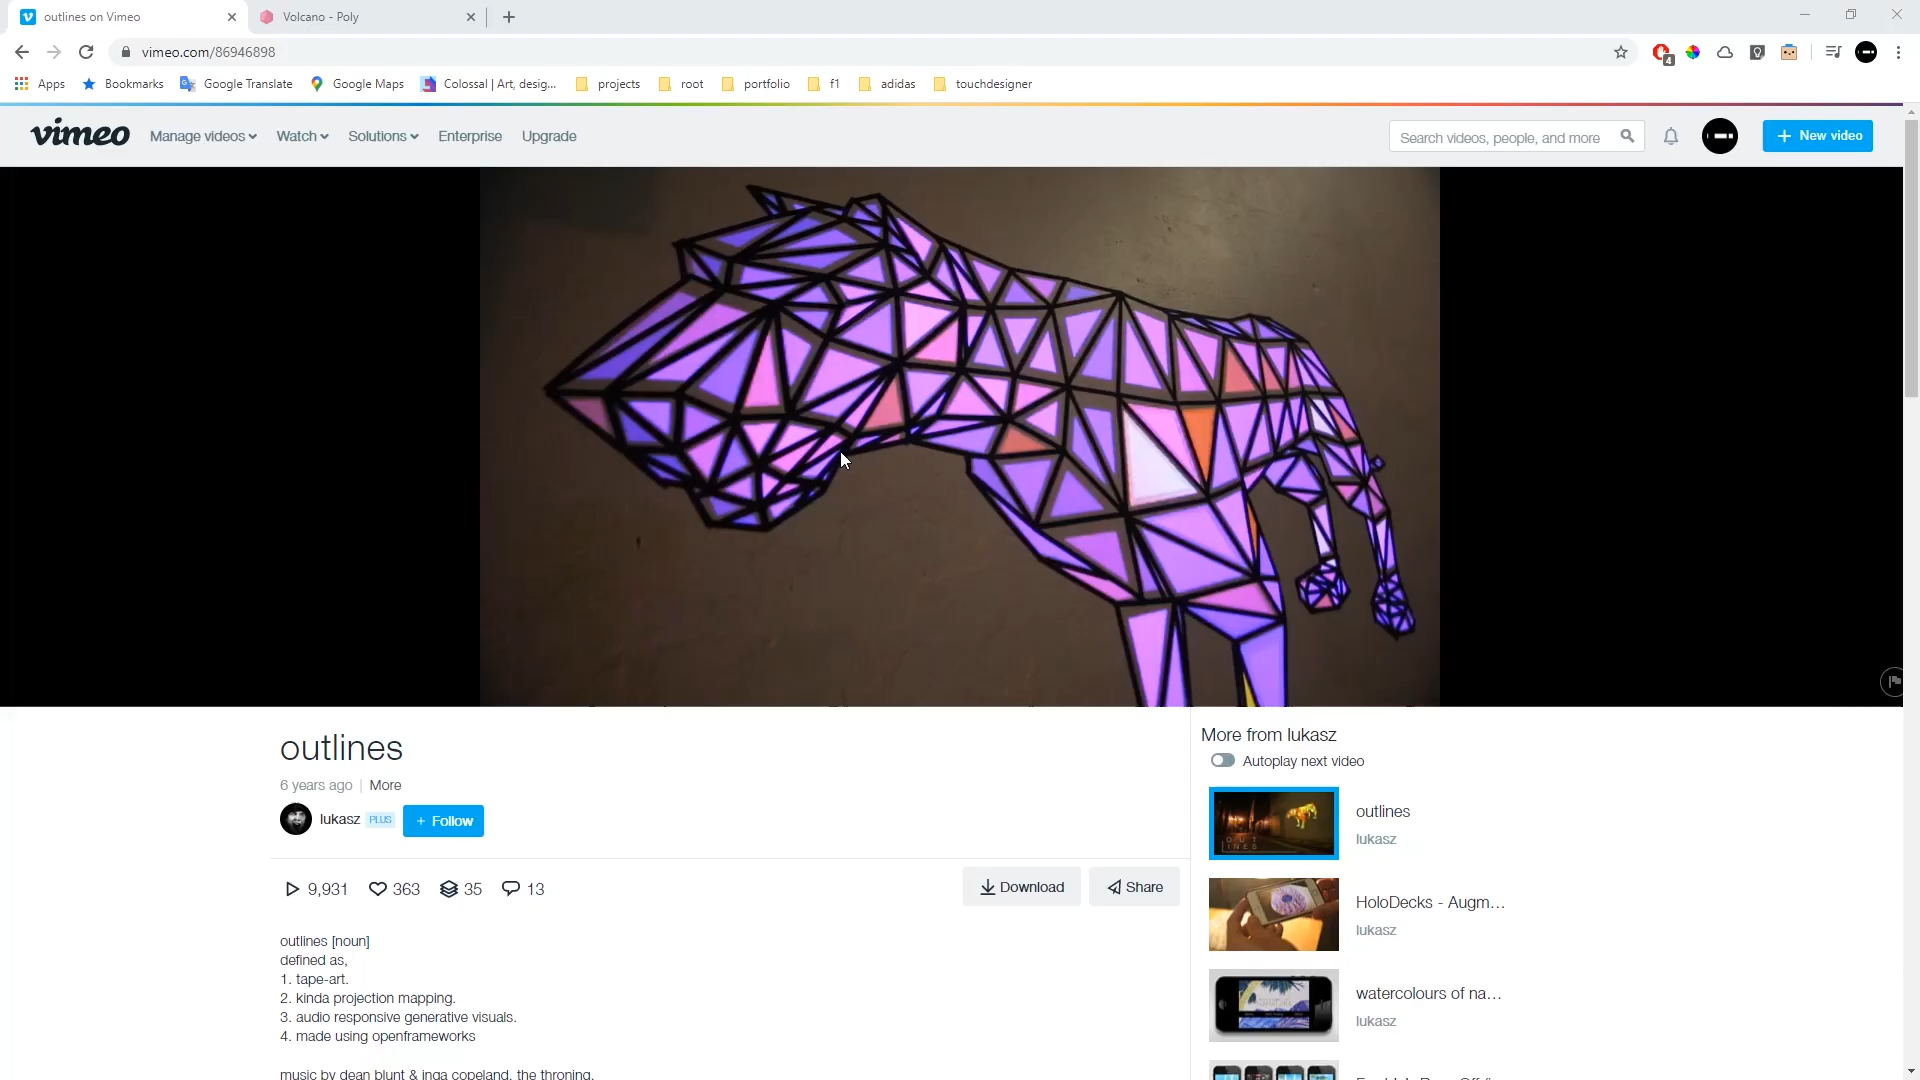 outlines on Vimeo
Volcano - Poly
vimeo.com/86946898
4
Apps
Bookmarks
Google Translate
Google Maps
Colossal | Art, desig...
projects
root
portfolio
f1
adidas
touchdesigner
vimeo
Manage videos
Watch
Solutions
Enterprise
Upgrade
Search videos, people, and more
New video
outlines
6 years ago | More
lukasz PLUS + Follow
9,931
363
35
13
Download
Share
outlines [noun]
defined as,
1. tape-art.
2. kinda projection mapping.
3. audio responsive generative visuals.
4. made using openframeworks
music by dean blunt & inga copeland, the throning.
More from lukasz
Autoplay next video
outlines
lukasz
HoloDecks - Augm...
lukasz
watercolours of na...
lukasz